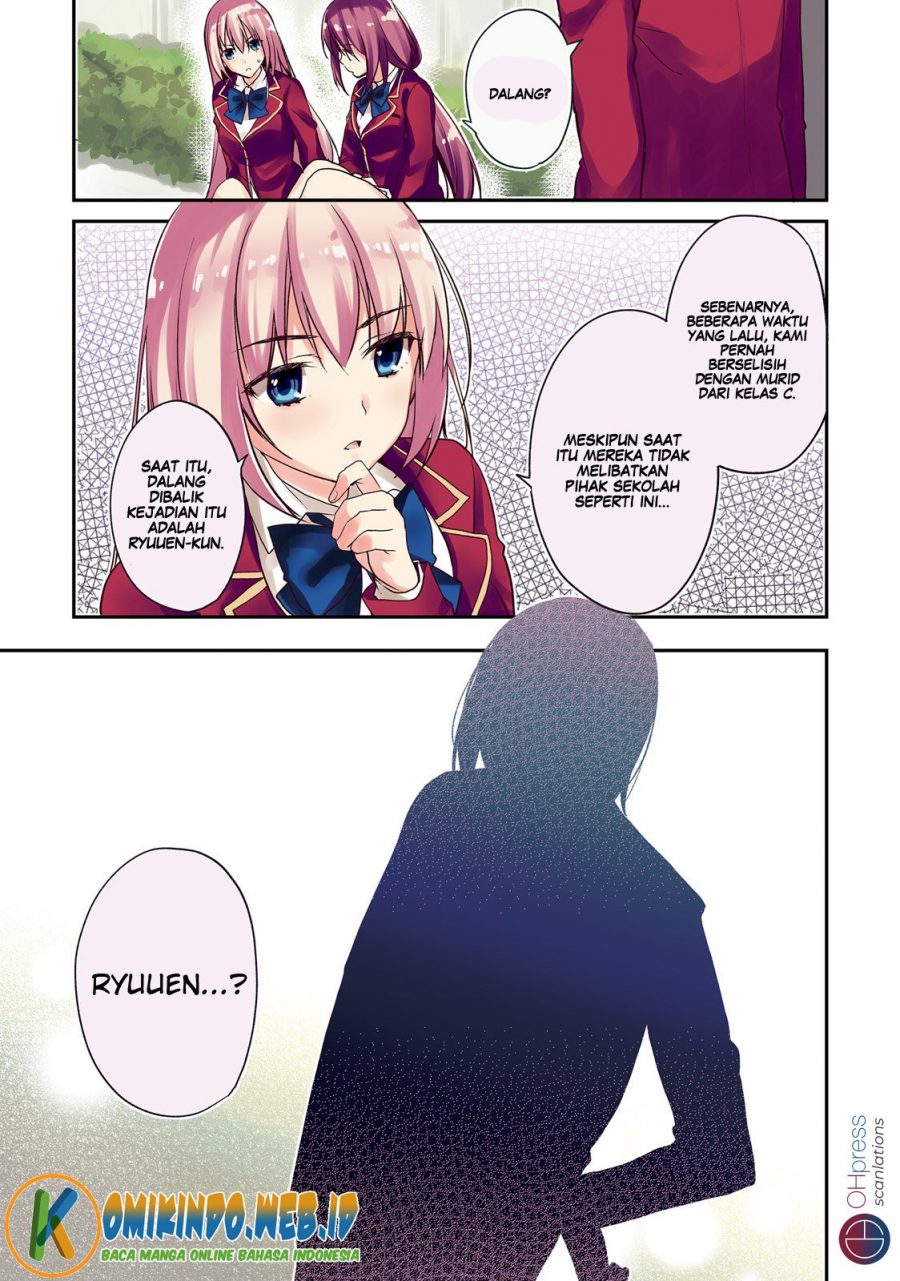 DALANG?
SEBENARNYA,
BEBERAPA WAKTU
YANG LALU, KAMI
PERNAH
BERSELISIH
DENGAN MURID
DARI KELAS C.
MESKIPUN SAAT
ITU MEREKA TIDAK
MELIBATKAN
PIHAK SEKOLAH
SEPERTI INI...
SAAT ITU,
DALANG
DIBALIK
KEJADIAN ITU
ADALAH
RYUUEN-KUN.
RYUUEN...?
KOMIKINDO.WEB.ID
BACA MANGA ONLINE BAHASA INDONESIA
OHpress
scanlations